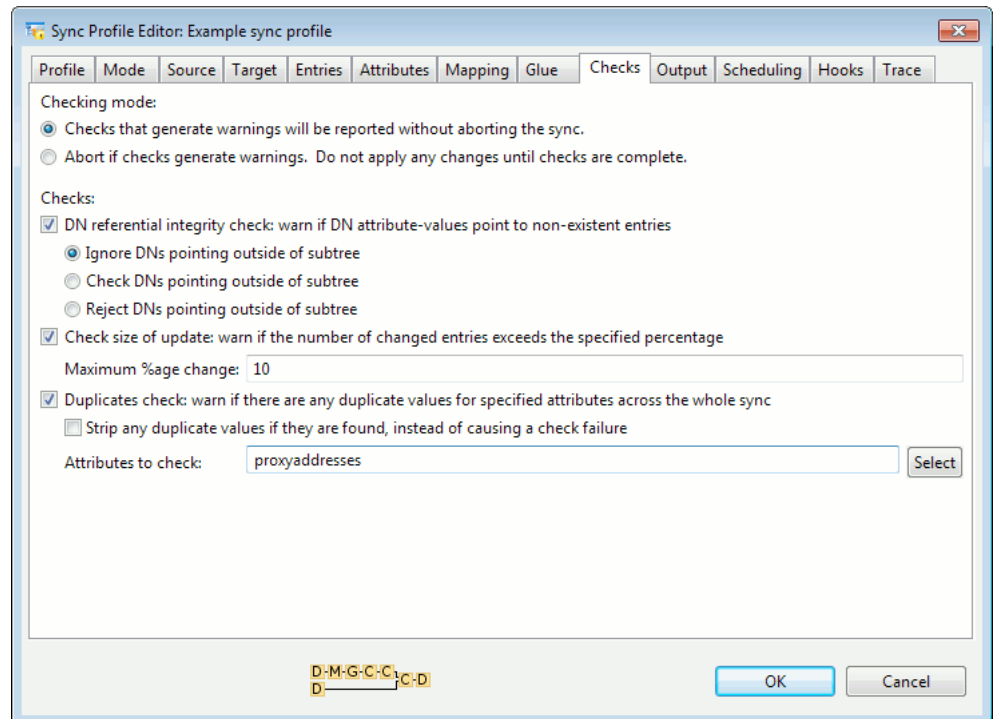 Sync Profile Editor: Example sync profile
Profile Mode Source Target Entries Attributes Mapping Glue Checks Output Scheduling Hooks Trace
Checking mode:
Checks that generate warnings will be reported without aborting the sync.
Abort if checks generate warnings. Do not apply any changes until checks are complete.
Checks:
DN referential integrity check: warn if DN attribute-values point to non-existent entries
Ignore DNs pointing outside of subtree
Check DNs pointing outside of subtree
Reject DNs pointing outside of subtree
Check size of update: warn if the number of changed entries exceeds the specified percentage
Maximum %age change: 10
Duplicates check: warn if there are any duplicate values for specified attributes across the whole sync
Strip any duplicate values if they are found, instead of causing a check failure
Attributes to check: proxyaddresses Select
D-M-G-C-C
D C-D
OK Cancel